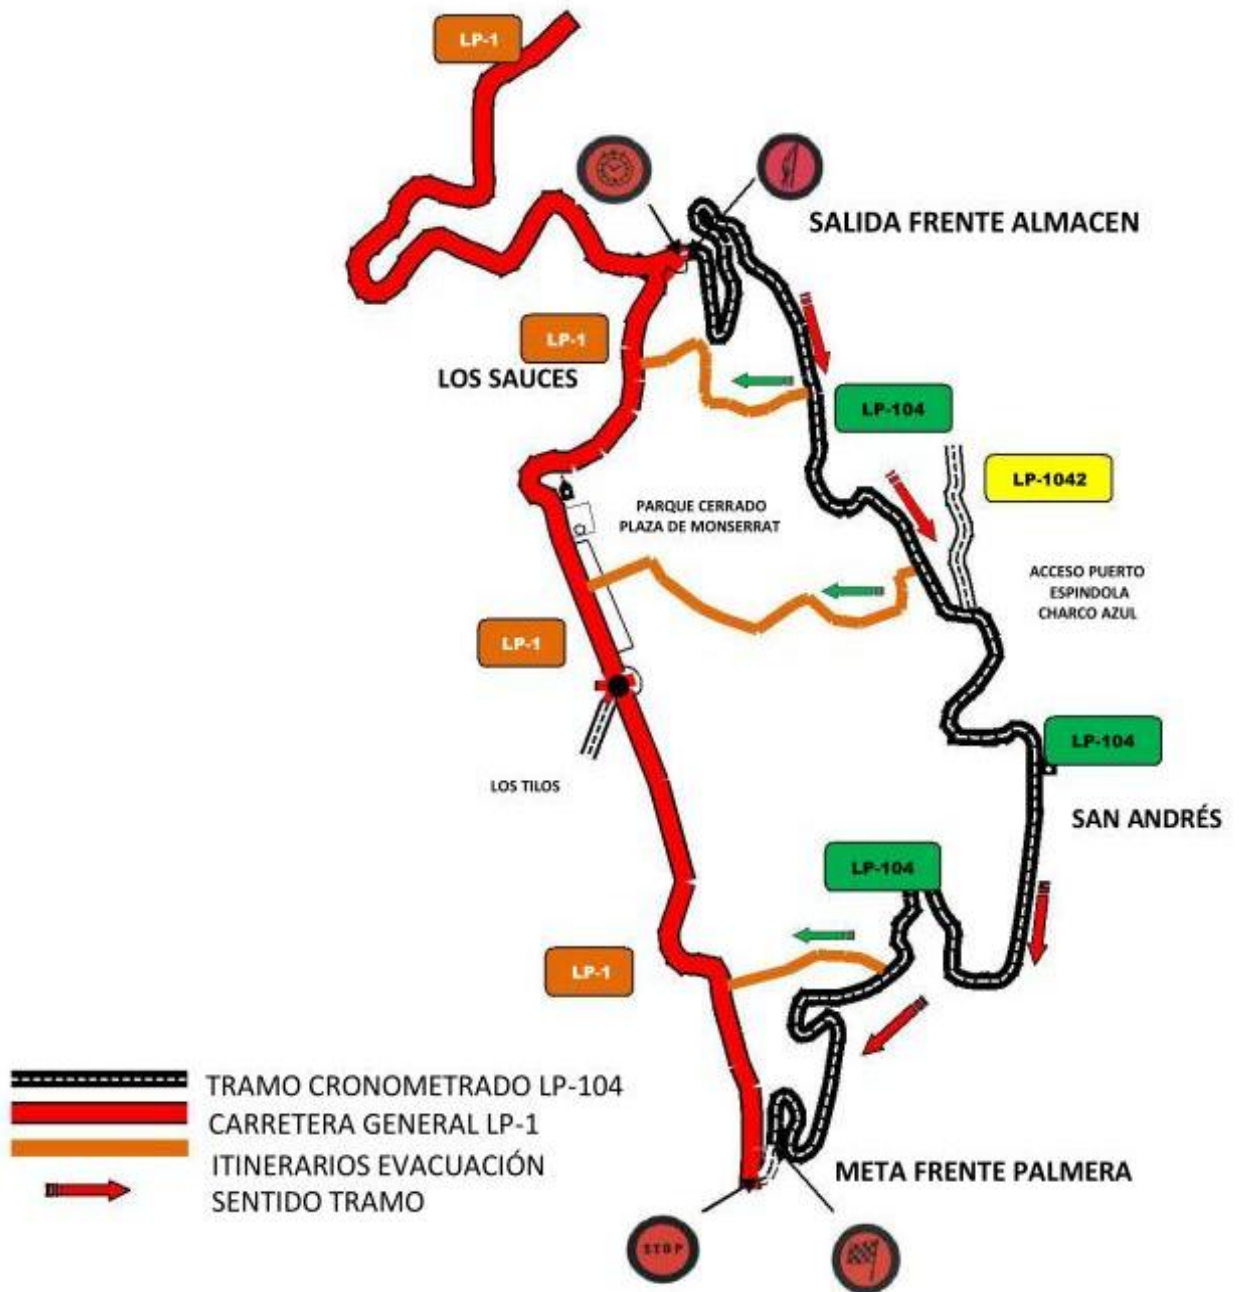 LP-1
SALIDA FRENTE ALMACEN
LP-1
LOS SAUCES
LP-104
LP-1042
PARQUE CERRADO
PLAZA DE MONSERRAT
ACCESO PUERTO
ESPINDOLA
CHARCO AZUL
LP-1
LP-104
LOS TILOS
SAN ANDRÉS
LP-104
LP-1
TRAMO CRONOMETRADO LP-104
CARRETERA GENERAL LP-1
ITINERARIOS EVACUACIÓN
SENTIDO TRAMO
META FRENTE PALMERA
STOP